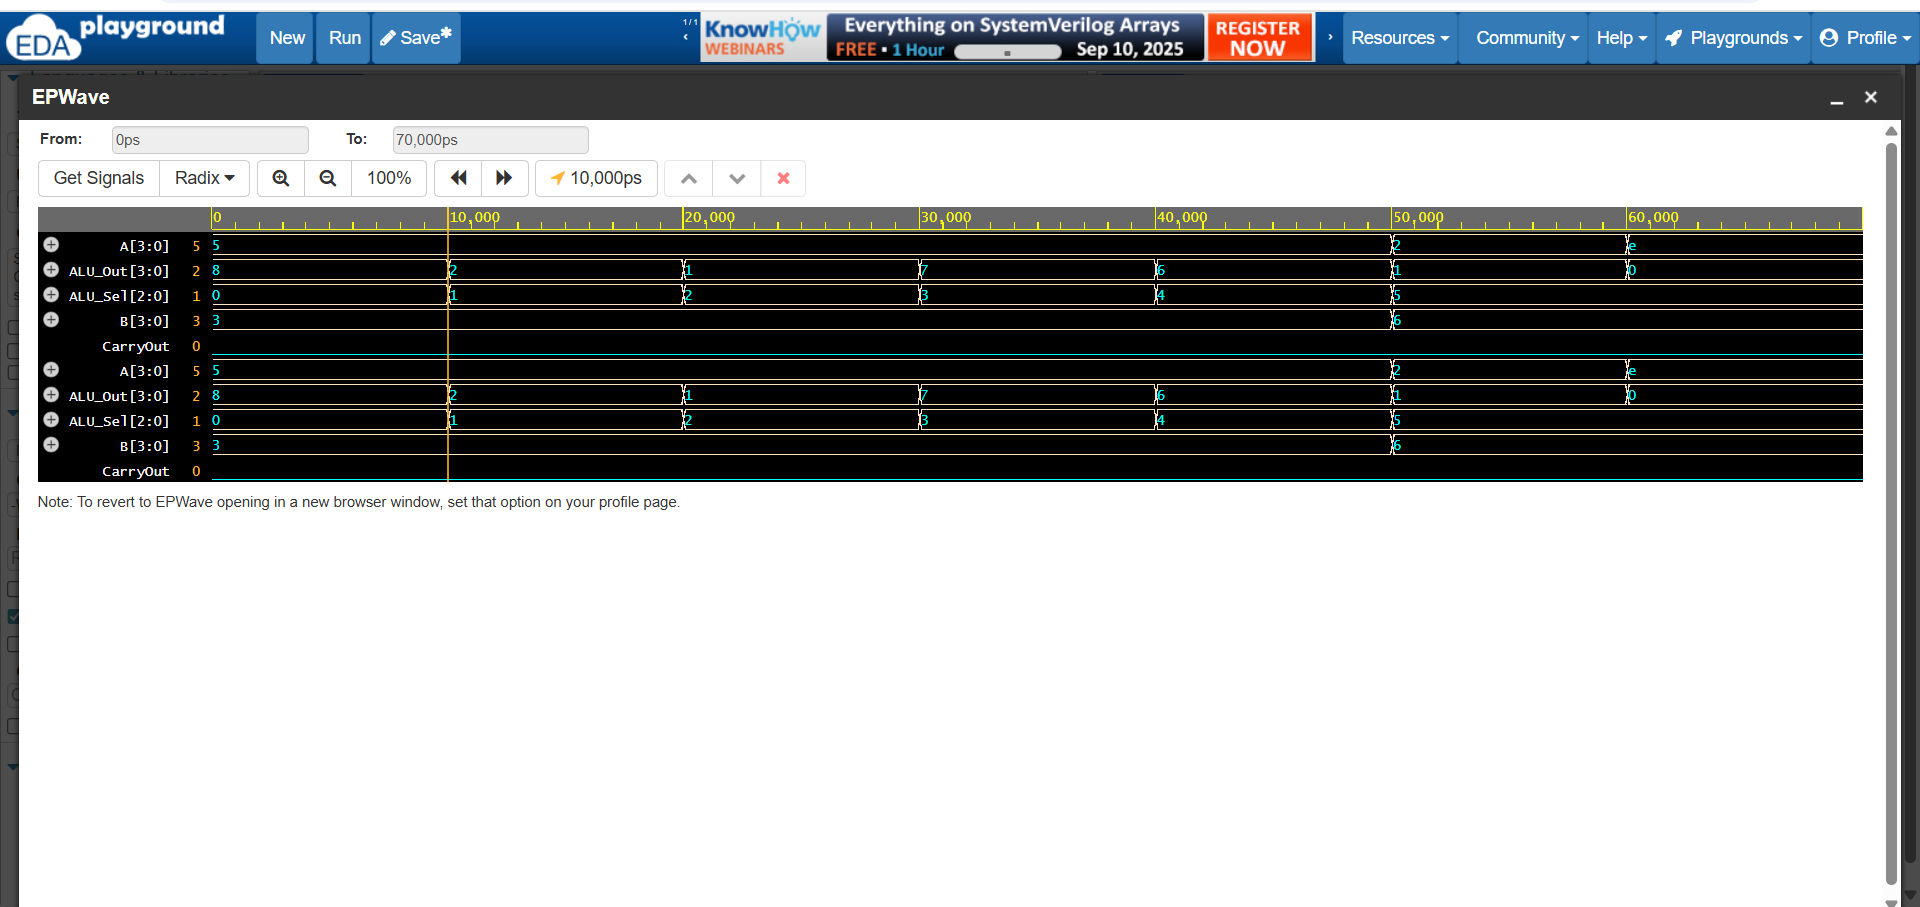 EDA playground
New
Run
Save*
1/1
‹
KnowHow
WEBINARS
Everything on SystemVerilog Arrays
FREE • 1 Hour
Sep 10, 2025
REGISTER
NOW
›
Resources
Community
Help
Playgrounds
Profile
EPWave
From:
0ps
To:
70,000ps
Get Signals
Radix
100%
10,000ps
0 10,000 20,000 30,000 40,000 50,000 60,000
A[3:0] 5 5 2 e
ALU_Out[3:0] 2 8 2 1 7 6 1 0
ALU_Sel[2:0] 1 0 1 2 3 4 5
B[3:0] 3 3 6
CarryOut 0
A[3:0] 5 5 2 e
ALU_Out[3:0] 2 8 2 1 7 6 1 0
ALU_Sel[2:0] 1 0 1 2 3 4 5
B[3:0] 3 3 6
CarryOut 0
Note: To revert to EPWave opening in a new browser window, set that option on your profile page.